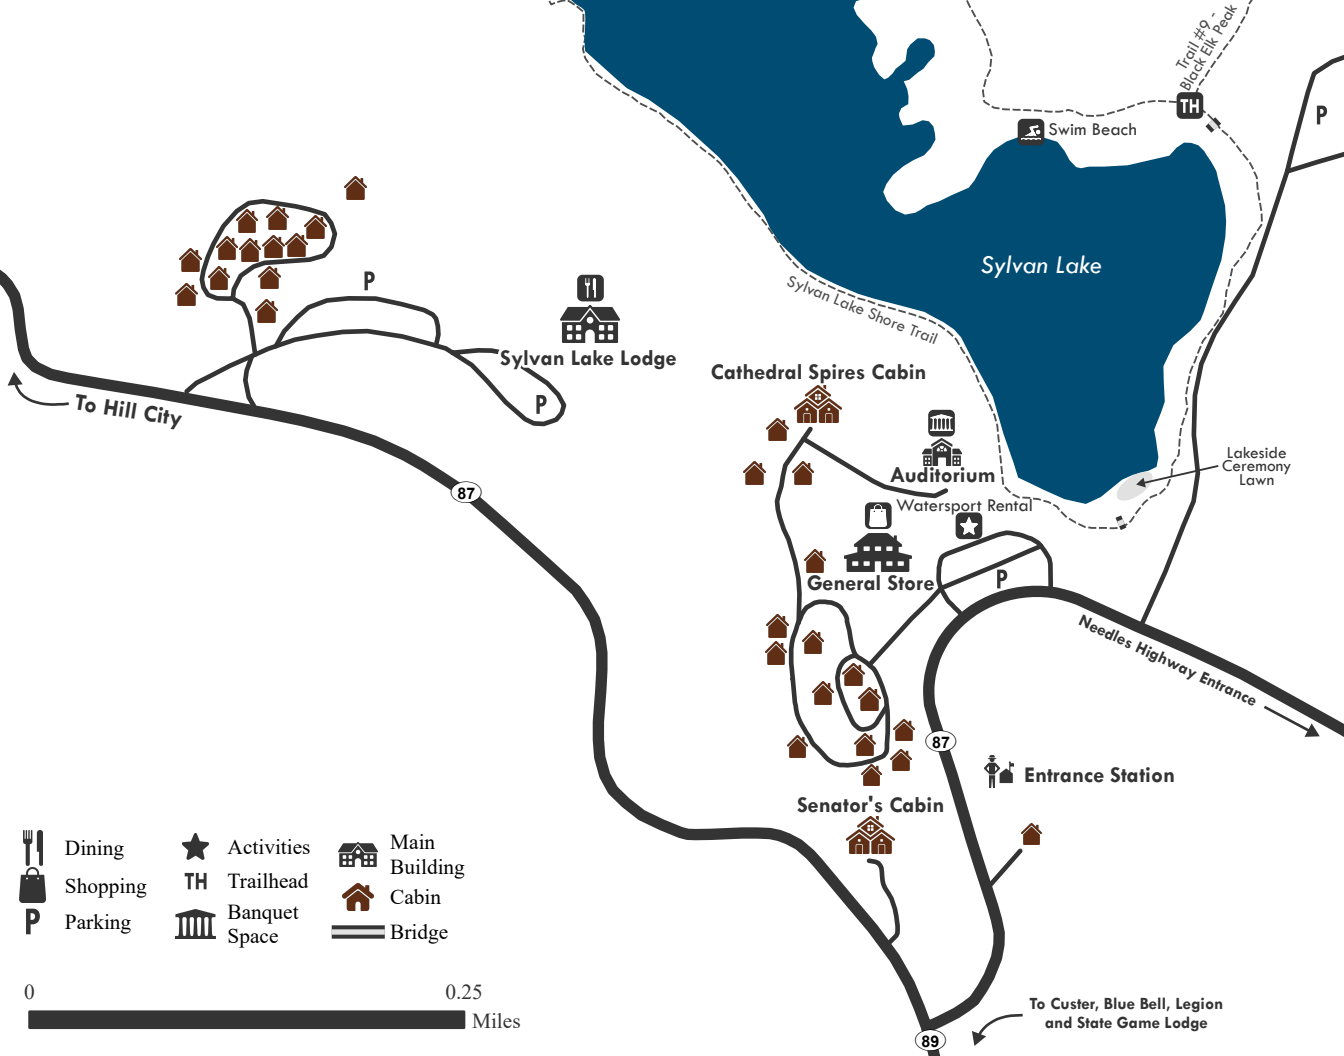 Trail #9 -
Black Elk Peak
TH
P
Swim Beach
Sylvan Lake
P
Sylvan Lake Shore Trail
Sylvan Lake Lodge
Cathedral Spires Cabin
P
To Hill City
87
Auditorium
Lakeside
Ceremony
Lawn
Watersport Rental
General Store
P
Needles Highway Entrance
87
Entrance Station
Senator's Cabin
Dining
Shopping
P Parking
Activities
TH Trailhead
Banquet
Space
Main
Building
Cabin
Bridge
0 0.25
Miles
To Custer, Blue Bell, Legion
and State Game Lodge
89